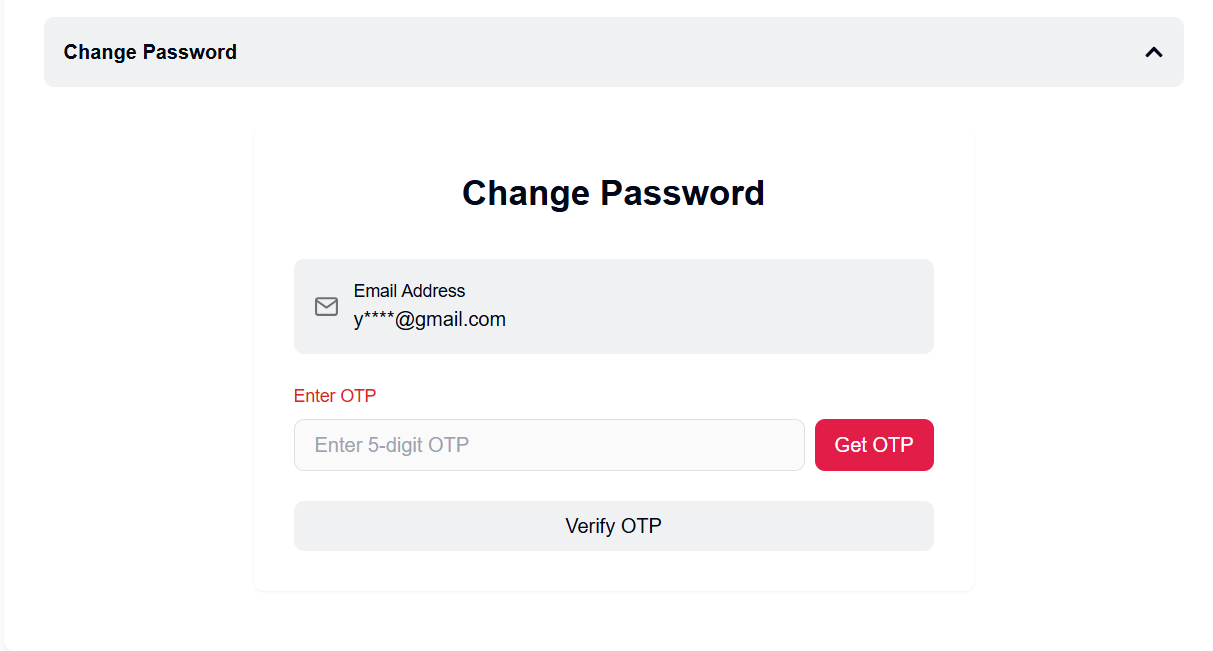 Change Password
Change Password
Email Address
y****@gmail.com
Enter OTP
Enter 5-digit OTP
Get OTP
Verify OTP